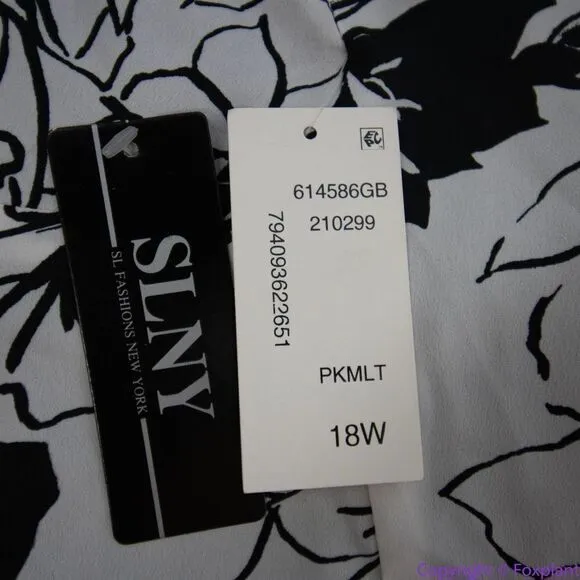 SLNY
SL FASHIONS NEW YORK
614586GB
210299
794093622651
PKMLT
18W
Copyright © Foxplant